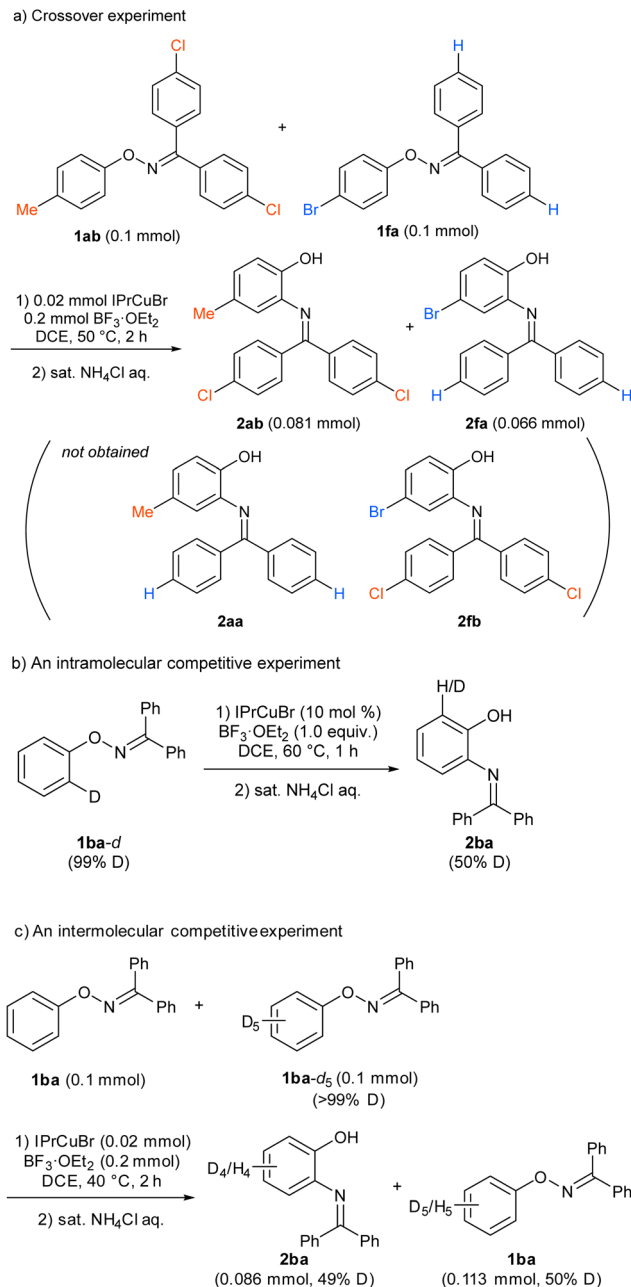 a) Crossover experiment
Cl
H
+
O N
O N
Me
Cl
Br
H
1ab (0.1 mmol)
1fa (0.1 mmol)
OH
OH
1) 0.02 mmol IPrCuBr
0.2 mmol BF3·OEt2
DCE, 50 °C, 2 h
2) sat. NH4Cl aq.
Me
N
+
Br
N
Cl
Cl
H
H
2ab (0.081 mmol)
2fa (0.066 mmol)
not obtained
OH
OH
Me
N
Br
N
H
H
Cl
Cl
2aa
2fb
b) An intramolecular competitive experiment
H/D
Ph
O N Ph
D
1) IPrCuBr (10 mol %)
BF3·OEt2 (1.0 equiv.)
DCE, 60 °C, 1 h
2) sat. NH4Cl aq.
OH
N
Ph Ph
1ba-d
(99% D)
2ba
(50% D)
c) An intermolecular competitive experiment
Ph
Ph
O N Ph
+
O N Ph
D5
1ba (0.1 mmol)
1ba-d5 (0.1 mmol)
(>99% D)
1) IPrCuBr (0.02 mmol)
BF3·OEt2 (0.2 mmol)
DCE, 40 °C, 2 h
2) sat. NH4Cl aq.
OH
D4/H4
N
Ph Ph
+
Ph
O N Ph
D5/H5
2ba
(0.086 mmol, 49% D)
1ba
(0.113 mmol, 50% D)